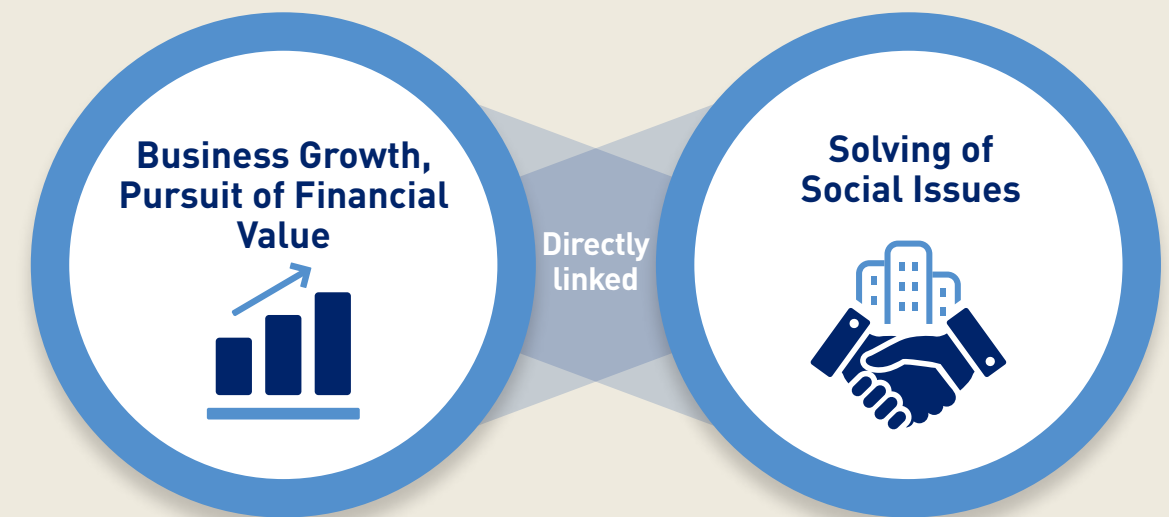 Business Growth,
Pursuit of Financial
Value
Directly
linked
Solving of
Social Issues